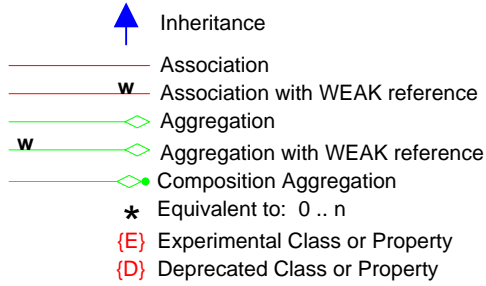 Inheritance
Association
w Association with WEAK reference
Aggregation
w Aggregation with WEAK reference
Composition Aggregation
* Equivalent to: 0 .. n
{E} Experimental Class or Property
{D} Deprecated Class or Property